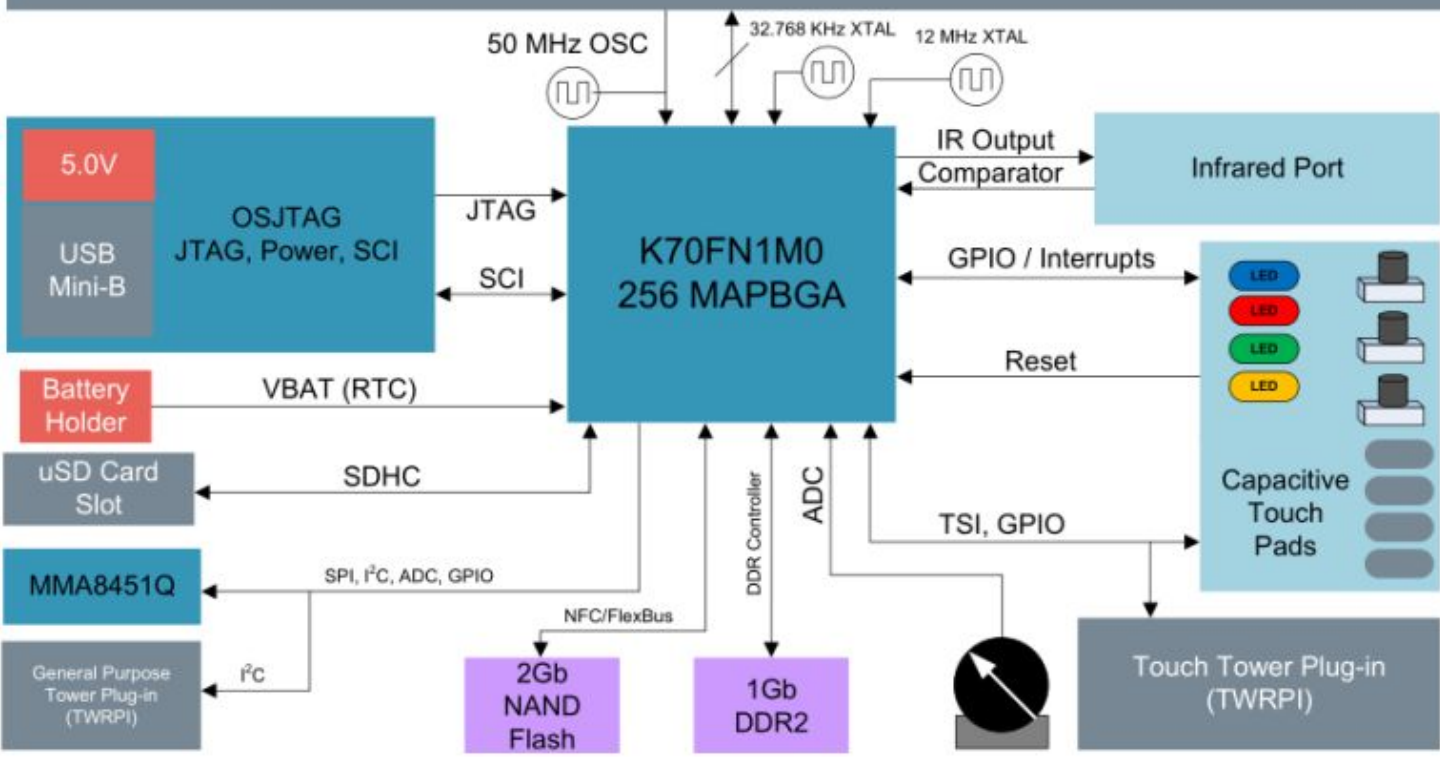 50 MHz OSC
32.768 KHz XTAL
12 MHz XTAL
5.0V
USB
Mini-B
OSJTAG
JTAG, Power, SCI
JTAG
SCI
K70FN1M0
256 MAPBGA
IR Output
Comparator
Infrared Port
GPIO / Interrupts
Reset
LED
LED
LED
LED
Capacitive
Touch
Pads
Battery
Holder
VBAT (RTC)
uSD Card
Slot
SDHC
MMA8451Q
SPI, I²C, ADC, GPIO
General Purpose
Tower Plug-in
(TWRPI)
I²C
NFC/FlexBus
2Gb
NAND
Flash
DDR Controller
1Gb
DDR2
ADC
TSI, GPIO
Touch Tower Plug-in
(TWRPI)